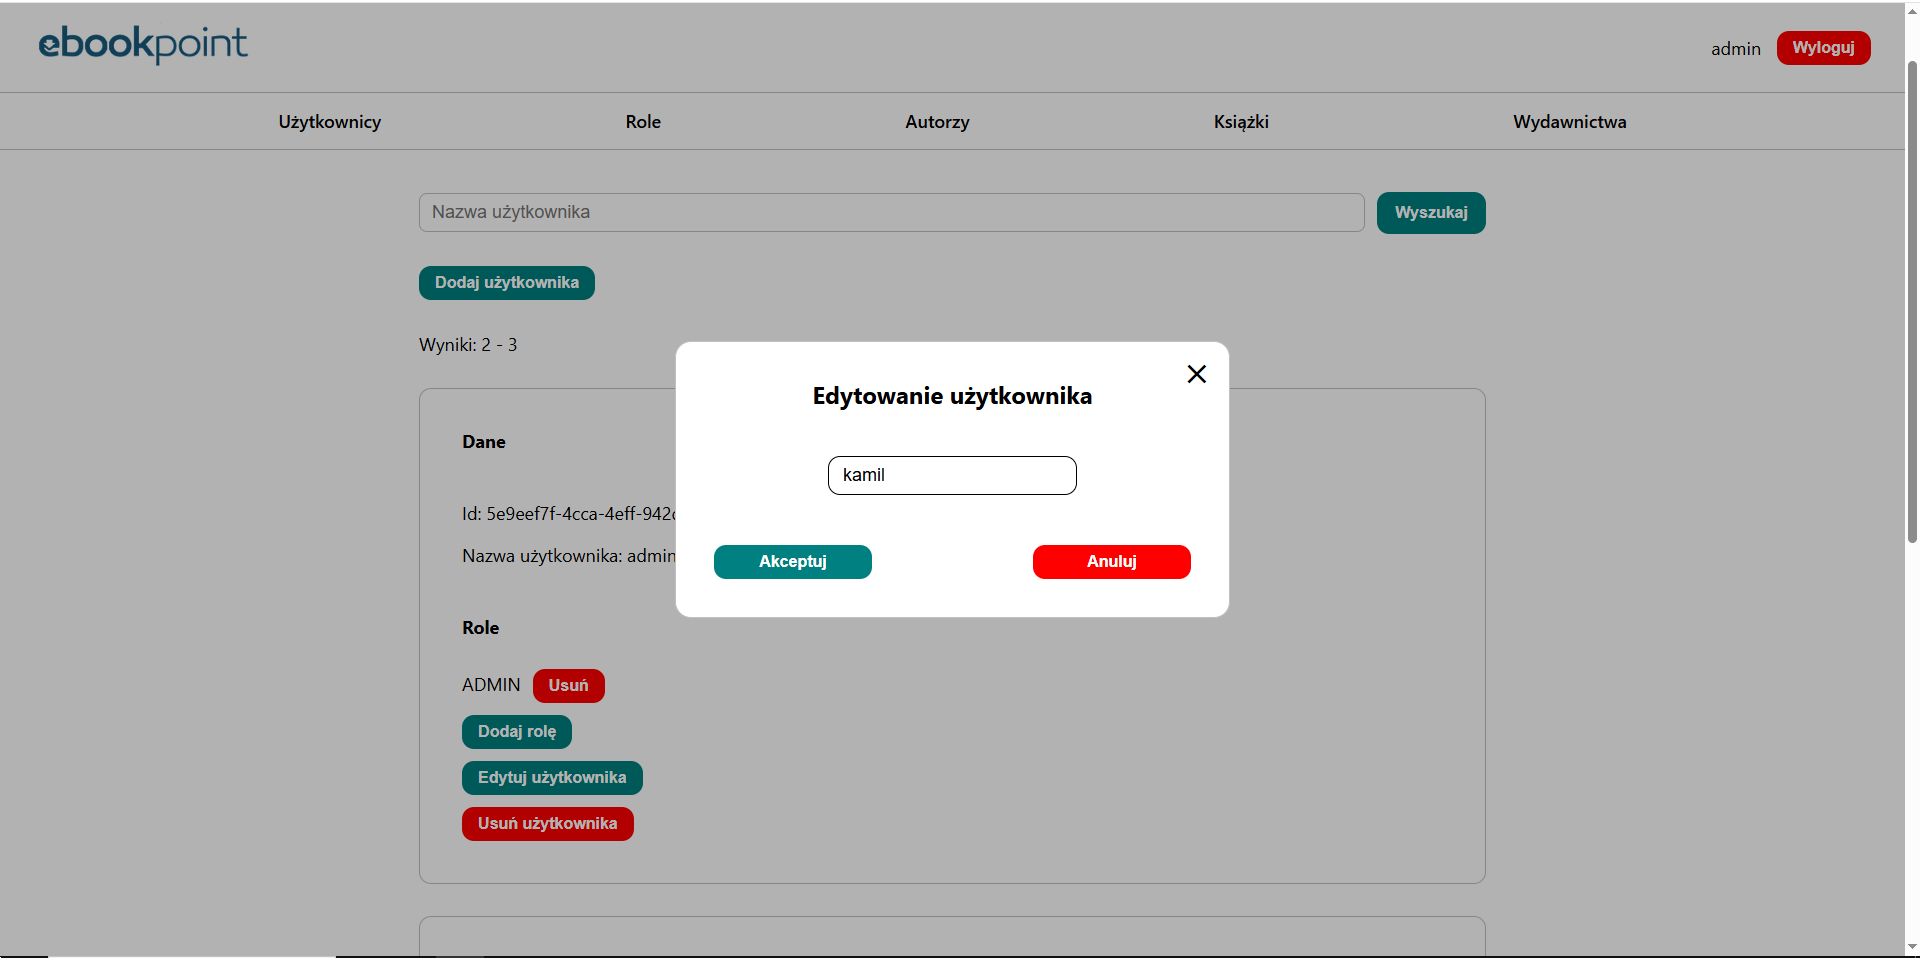 ebookpoint
admin Wyloguj
Użytkownicy Role Autorzy Książki Wydawnictwa
Nazwa użytkownika Wyszukaj
Dodaj użytkownika
Wyniki: 2 - 3
Edytowanie użytkownika
kamil
Akceptuj Anuluj
Dane
Id: 5e9eef7f-4cca-4eff-942
Nazwa użytkownika: admin
Role
ADMIN Usuń
Dodaj rolę
Edytuj użytkownika
Usuń użytkownika